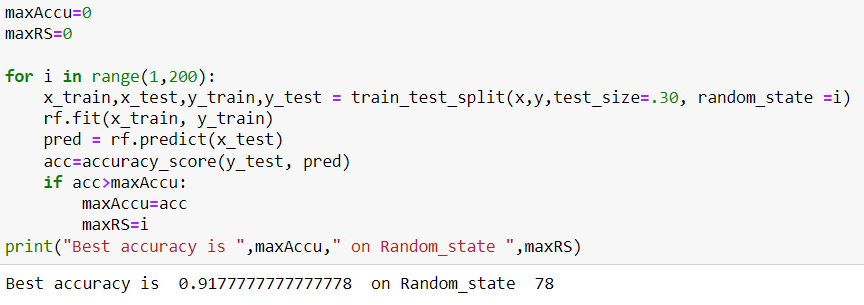 maxAccu=0
maxRS=0
for i in range(1,200):
    x_train,x_test,y_train,y_test = train_test_split(x,y,test_size=.30, random_state =i)
    rf.fit(x_train, y_train)
    pred = rf.predict(x_test)
    acc=accuracy_score(y_test, pred)
    if acc>maxAccu:
        maxAccu=acc
        maxRS=i
print("Best accuracy is ",maxAccu," on Random_state ",maxRS)
Best accuracy is  0.9177777777777778  on Random_state  78